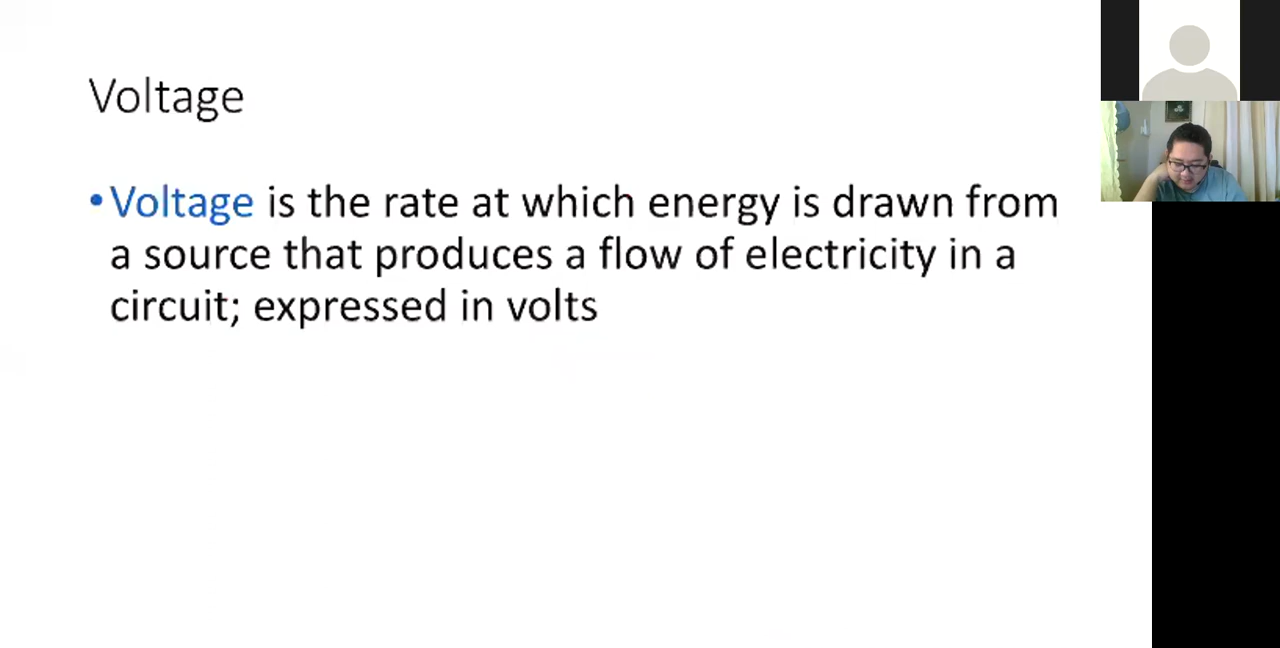 Voltage
•Voltage is the rate at which energy is drawn from
a source that produces a flow of electricity in a
circuit; expressed in volts